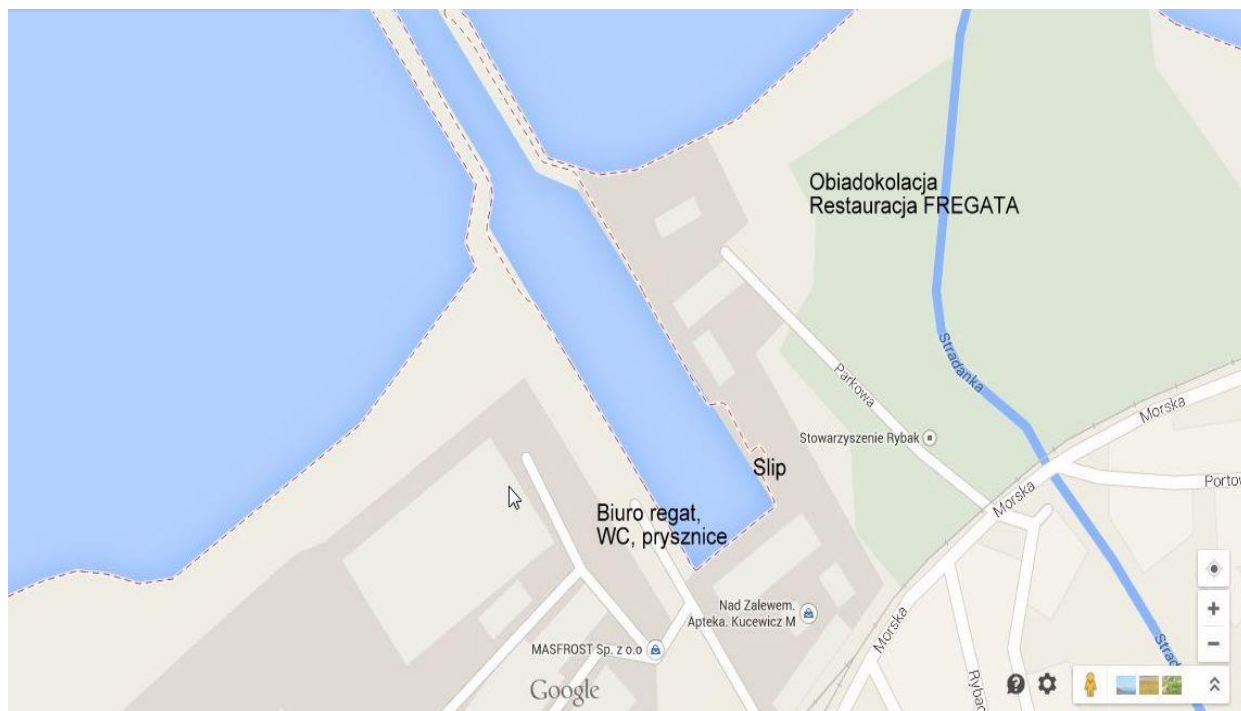 Obiadokolacja
Restauracja FREGATA
Stradanka
Parkowa
Morska
Stowarzyszenie Rybak
Slip
Portow
Morska
Biuro regat,
WC, prysznice
Nad Zalewem.
Apteka. Kucewicz M
Morska
MASFROST Sp. z o.o
Rybac
Strada
Google